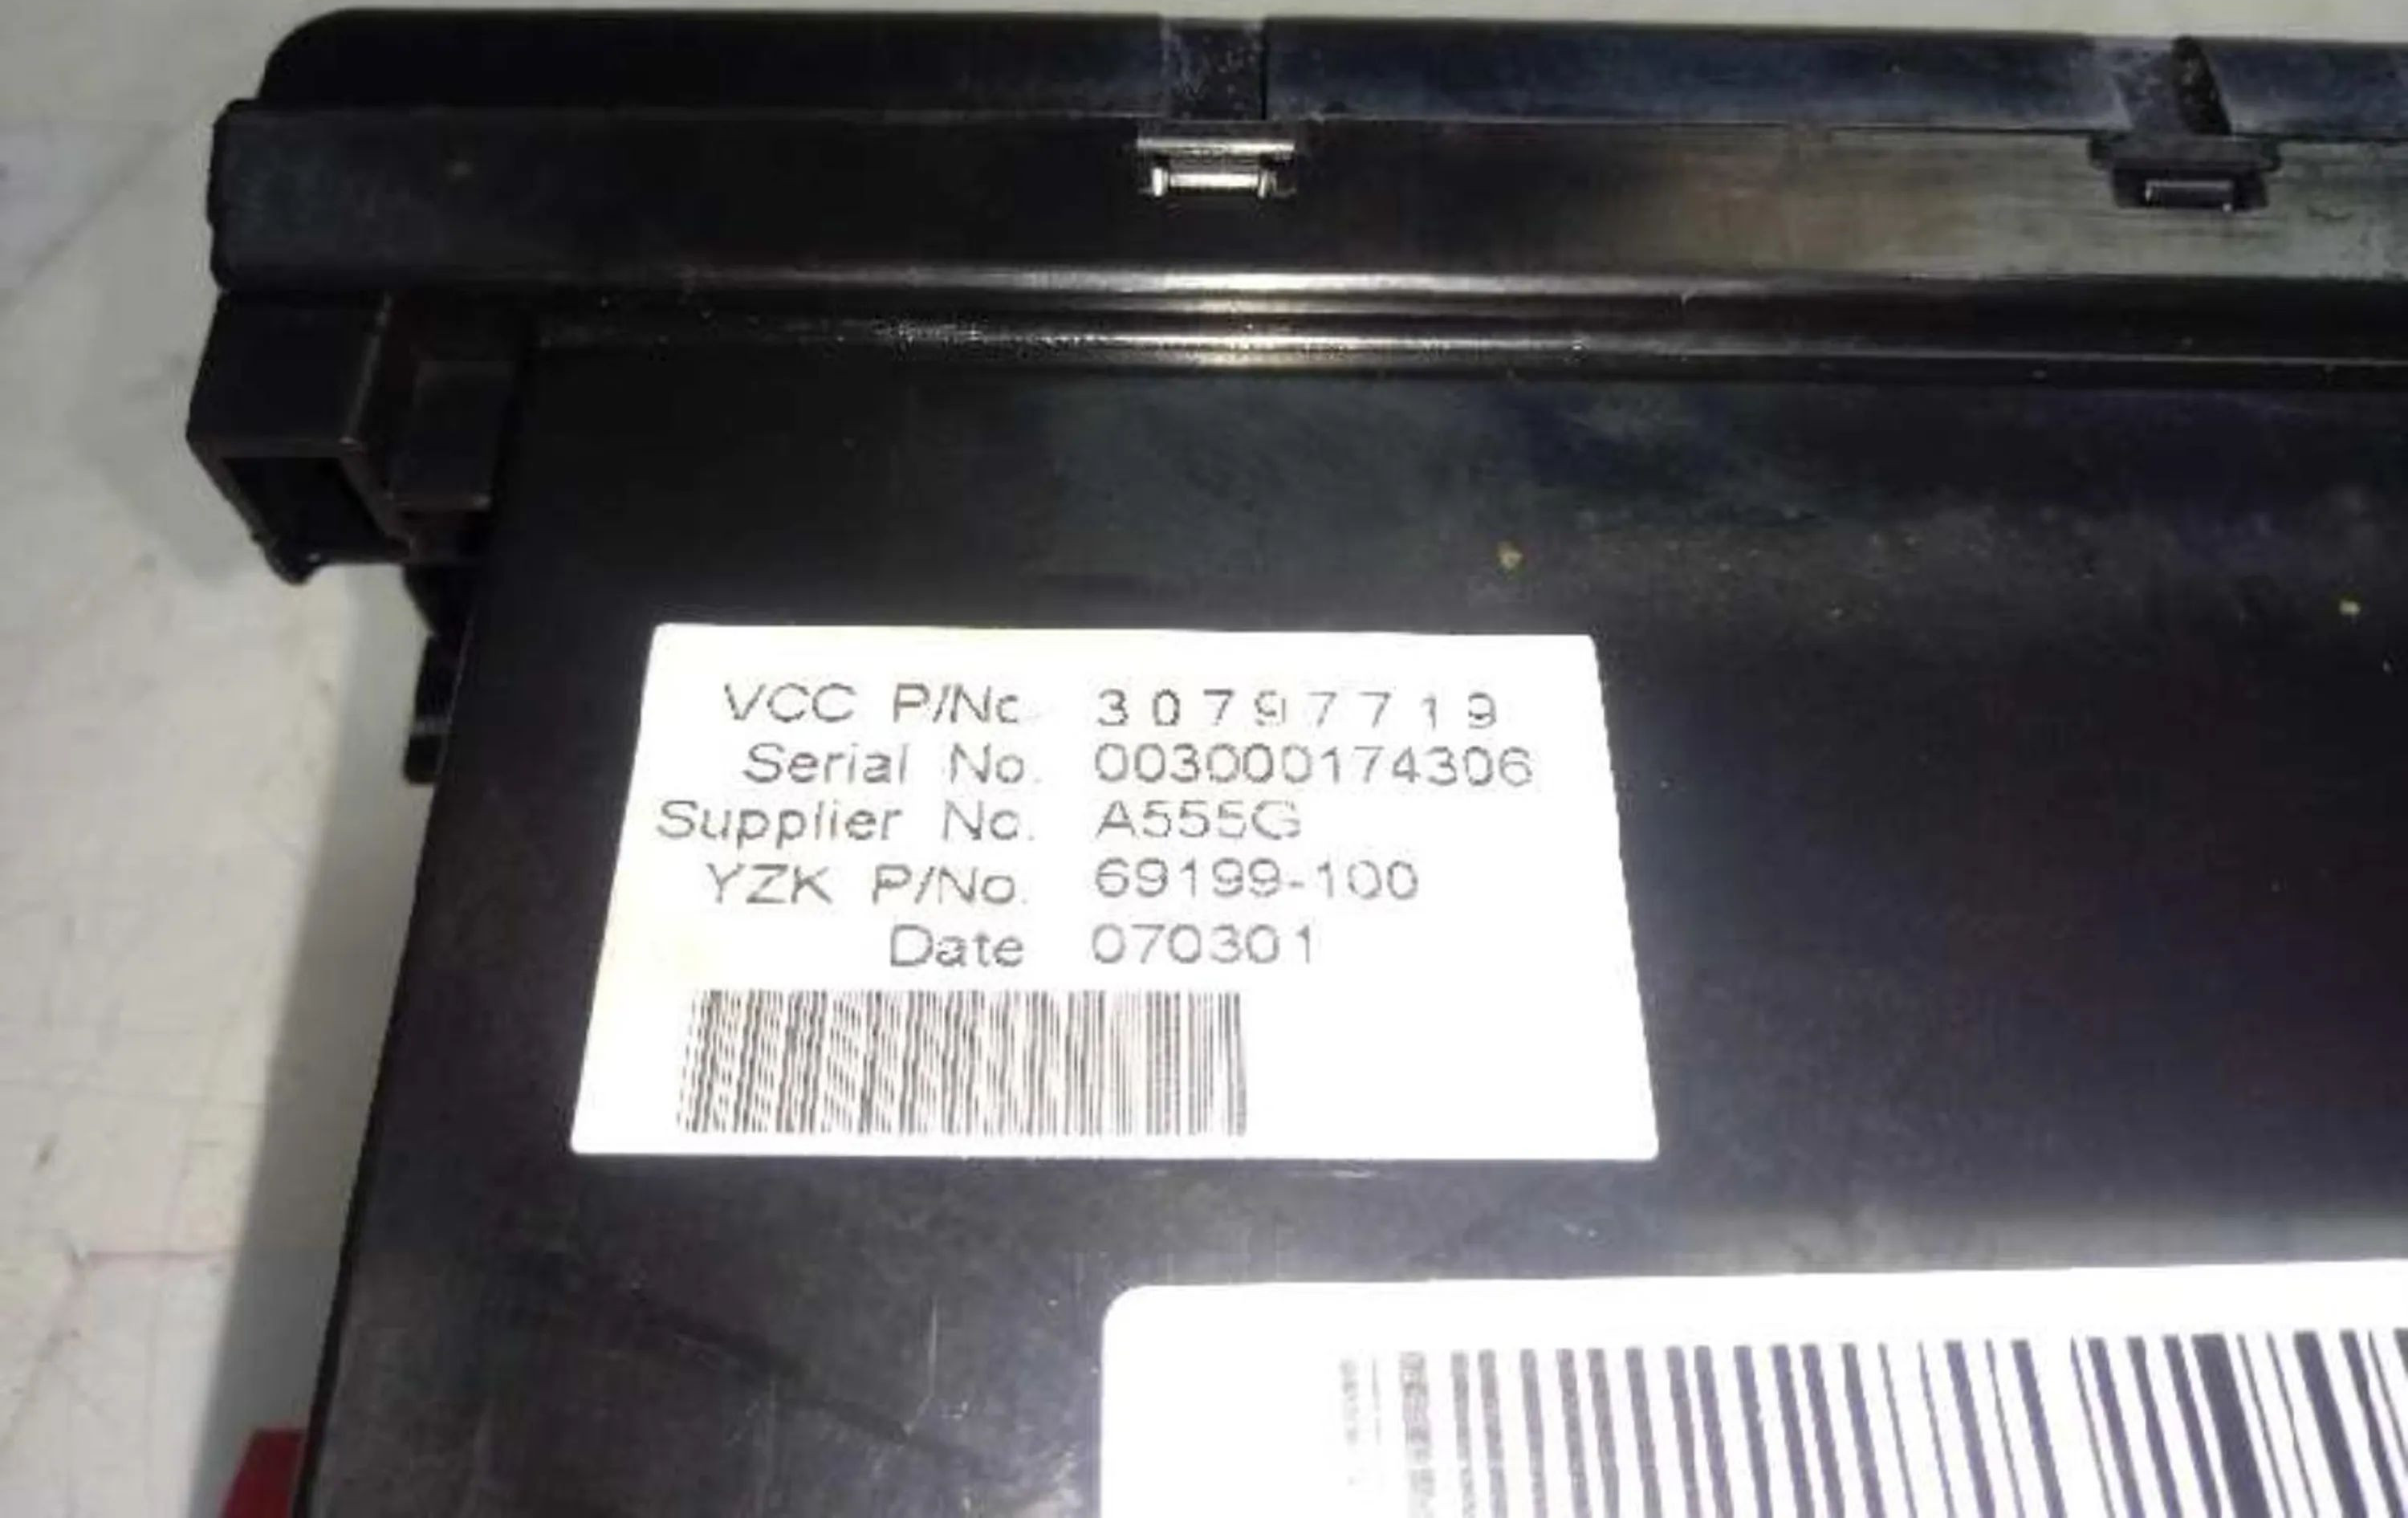 VCC P/No. 30797719
Serial No. 003000174306
Supplier No. A555G
YZK P/No. 69199-100
Date 070301